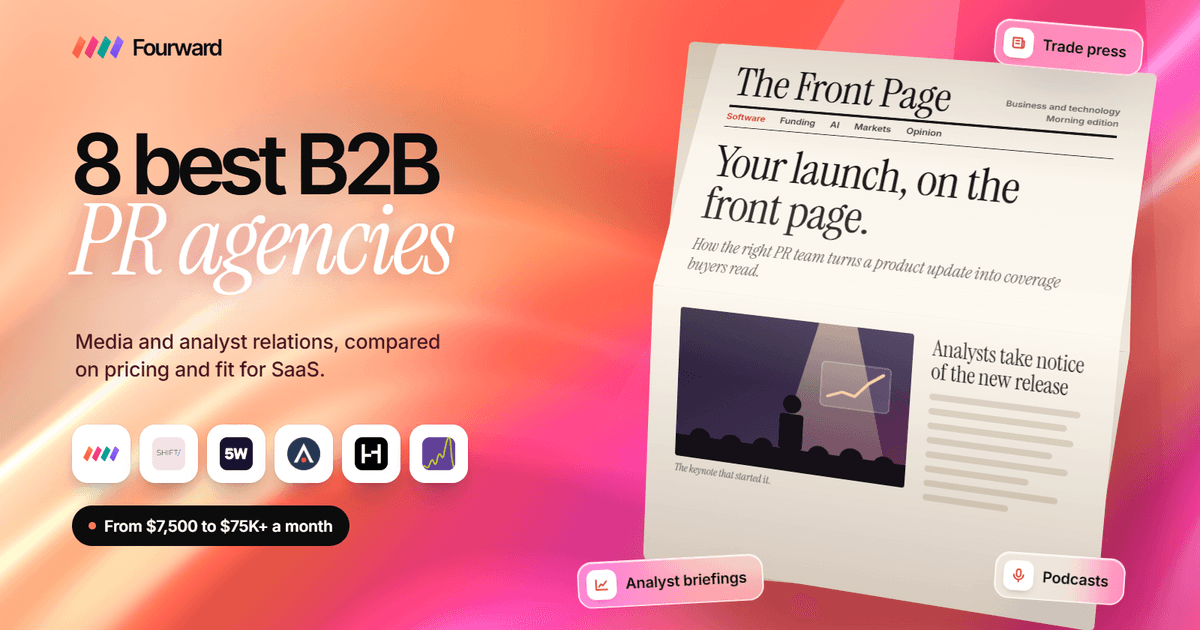 Fourward
8 best B2B
PR agencies
Media and analyst relations, compared
on pricing and fit for SaaS.
SHIFT/
5W
From $7,500 to $75K+ a month
Trade press
The Front Page
Business and technology
Morning edition
Software Funding AI Markets Opinion
Your launch, on the
front page.
How the right PR team turns a product update into coverage
buyers read.
Analysts take notice
of the new release
The keynote that started it.
Analyst briefings
Podcasts